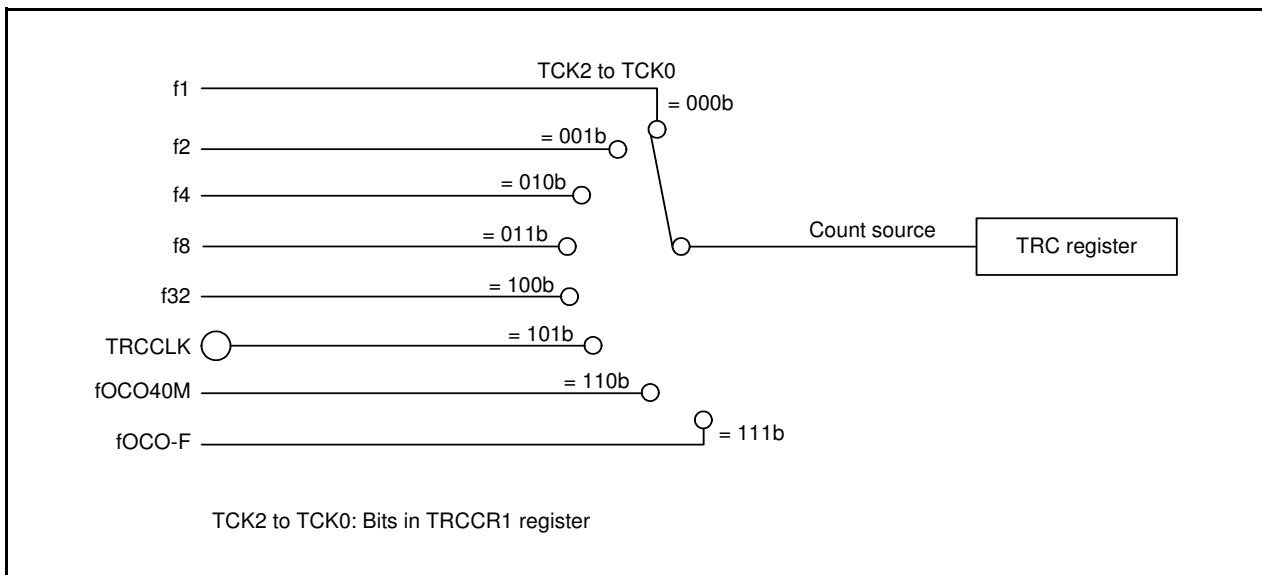 TCK2 to TCK0
f1
= 000b
f2
= 001b
f4
= 010b
f8
= 011b
Count source
TRC register
f32
= 100b
TRCCLK
= 101b
fOCO40M
= 110b
fOCO-F
= 111b
TCK2 to TCK0: Bits in TRCCR1 register